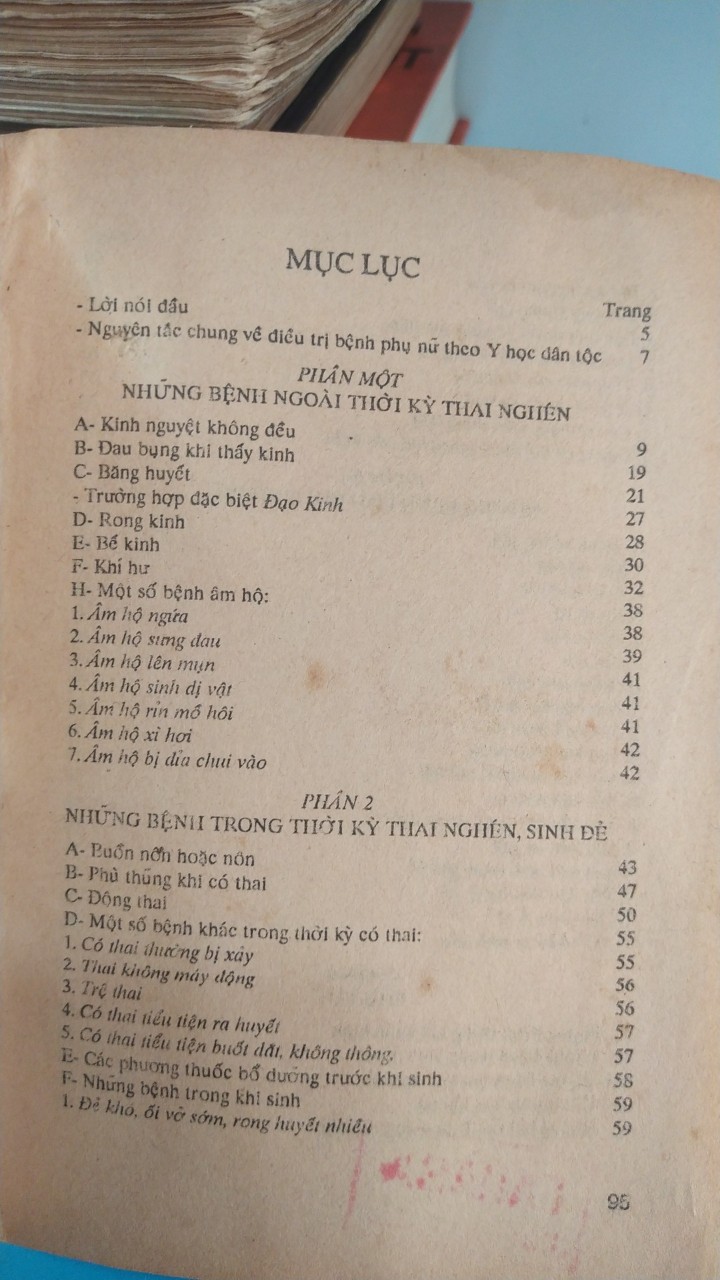 MỤC LỤC
Trang
- Lời nói đầu 5
- Nguyên tắc chung về điều trị bệnh phụ nữ theo Y học dân tộc 7
PHẦN MỘT
NHỮNG BỆNH NGOÀI THỜI KỲ THAI NGHÉN
A- Kinh nguyệt không đều 9
B- Đau bụng khi thấy kinh 19
C- Băng huyết 21
- Trường hợp đặc biệt Đạo Kinh 27
D- Rong kinh 28
E- Bế kinh 30
F- Khí hư 32
H- Một số bệnh âm hộ: 38
1. Âm hộ ngứa 38
2. Âm hộ sưng đau 39
3. Âm hộ lên mụn 41
4. Âm hộ sinh dị vật 41
5. Âm hộ rịn mồ hôi 41
6. Âm hộ xì hơi 42
7. Âm hộ bị đỉa chui vào 42
PHẦN 2
NHỮNG BỆNH TRONG THỜI KỲ THAI NGHÉN, SINH ĐẺ
A- Buồn nôn hoặc nôn 43
B- Phù thũng khi có thai 47
C- Động thai 50
D- Một số bệnh khác trong thời kỳ có thai: 55
1. Có thai thường bị xảy 55
2. Thai không máy động 56
3. Trệ thai 56
4. Có thai tiểu tiện ra huyết 57
5. Có thai tiểu tiện buốt dắt, không thông. 57
E- Các phương thuốc bổ dưỡng trước khi sinh 58
F- Những bệnh trong khi sinh 59
1. Đẻ khó, ối vỡ sớm, rong huyết nhiều 59
95